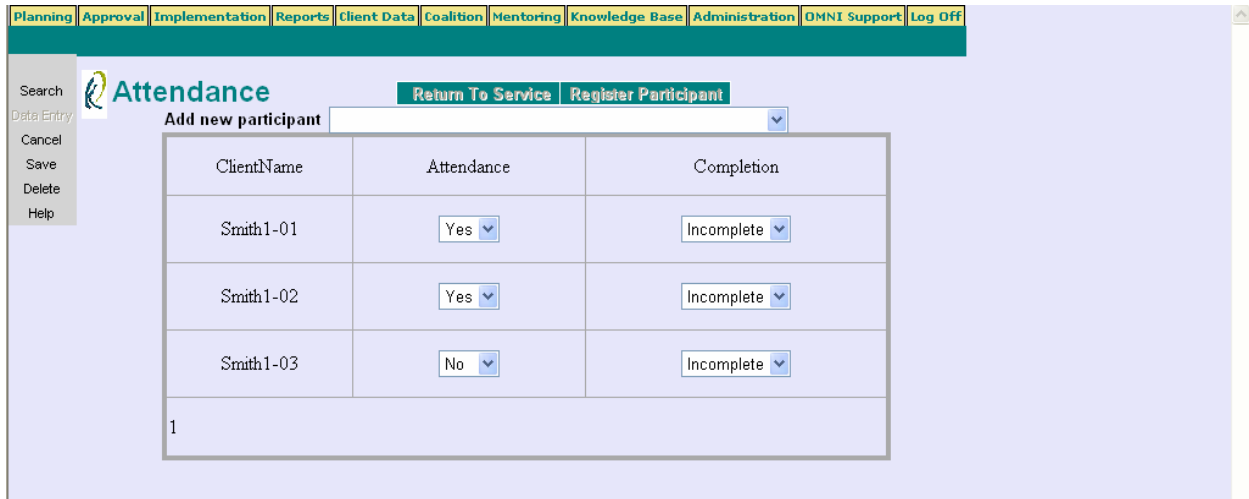 Planning Approval Implementation Reports Client Data Coalition Mentoring Knowledge Base Administration OMNI Support Log Off
Search
Data Entry
Cancel
Save
Delete
Help
Attendance
Return To Service Register Participant
Add new participant
ClientName Attendance Completion
Smith1-01 Yes Incomplete
Smith1-02 Yes Incomplete
Smith1-03 No Incomplete
1